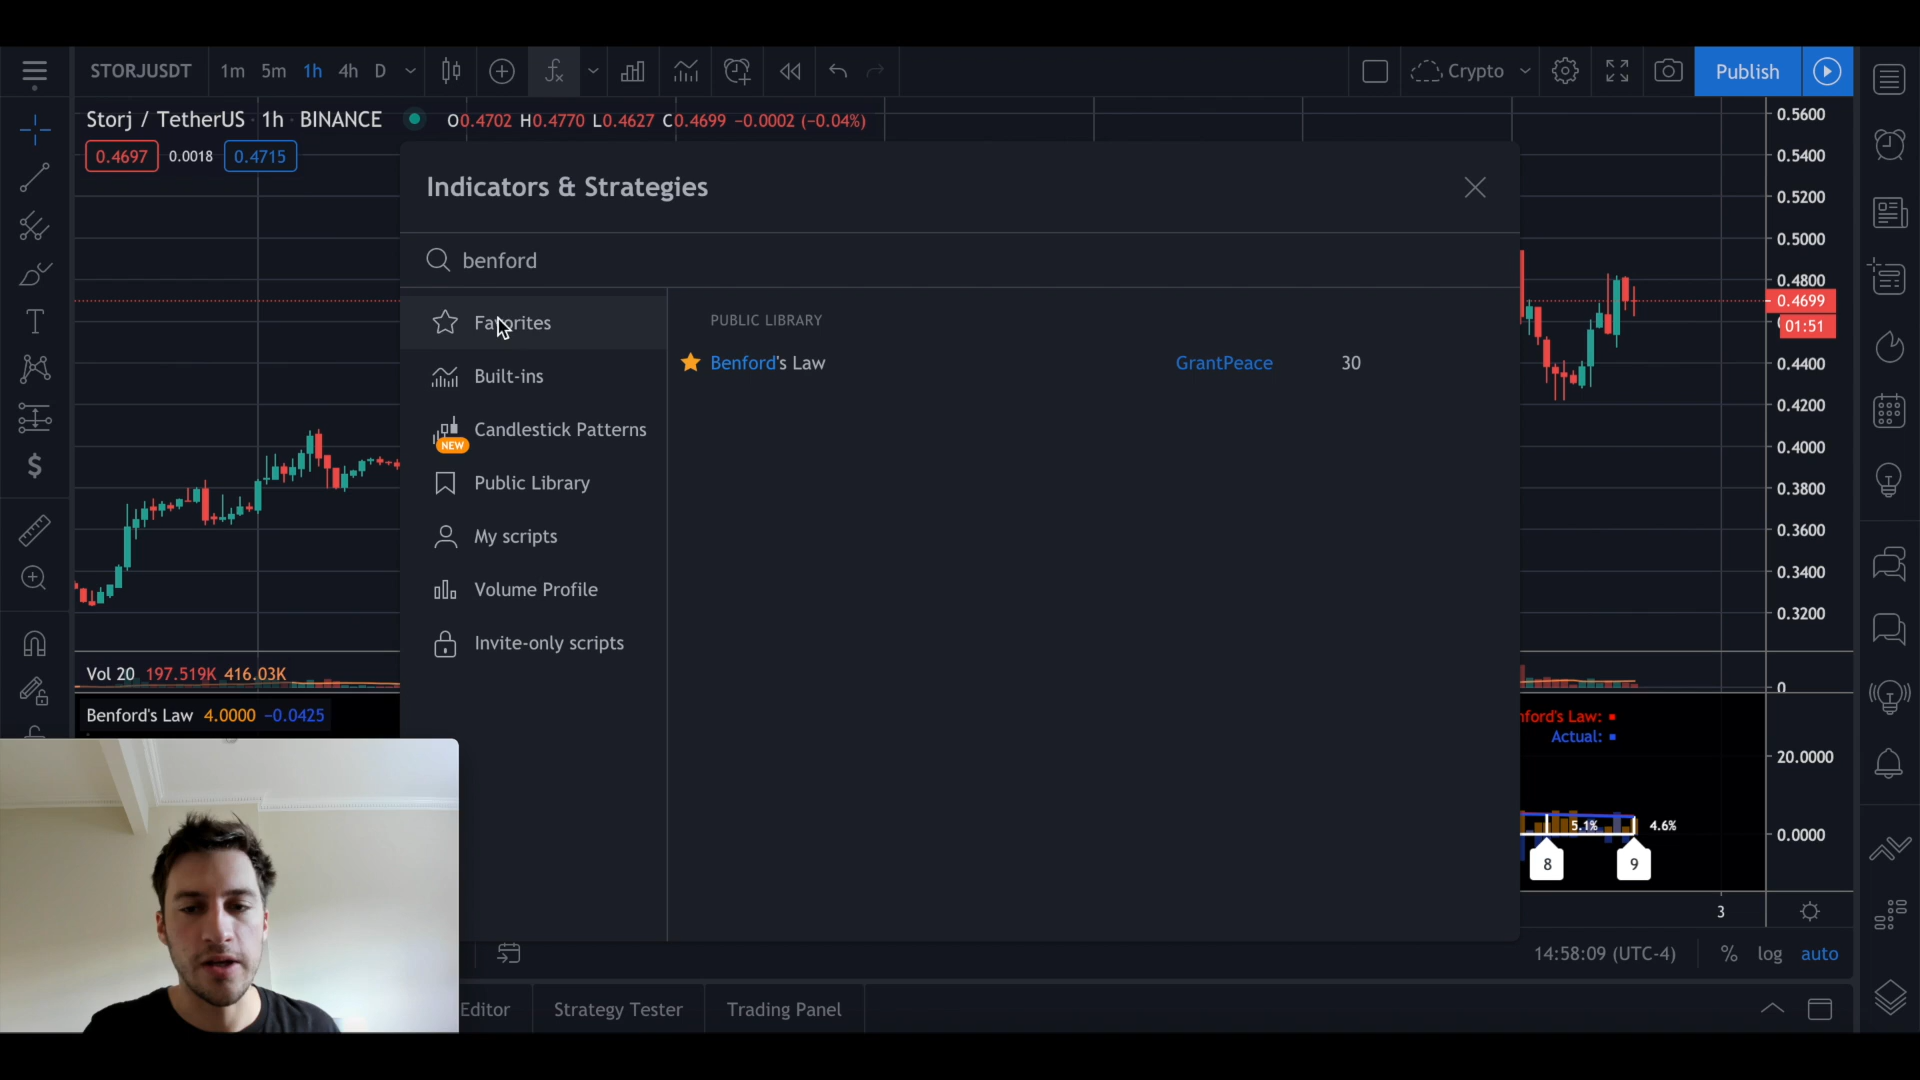 STORJUSDT 1m 5m 1h 4h D Crypto Publish
Storj / TetherUS · 1h · BINANCE O0.4702 H0.4770 L0.4627 C0.4699 −0.0002 (−0.04%)
0.4697 0.0018 0.4715
Indicators & Strategies
benford
Favorites
Built-ins
Candlestick Patterns
NEW
Public Library
My scripts
Volume Profile
Invite-only scripts
PUBLIC LIBRARY
Benford's Law GrantPeace 30
0.5600
0.5400
0.5200
0.5000
0.4800
0.4699
01:51
0.4400
0.4200
0.4000
0.3800
0.3600
0.3400
0.3200
Vol 20 197.519K 416.03K
0
Benford's Law 4.0000 −0.0425
nford's Law:
Actual:
20.0000
5.1% 4.6%
0.0000
8 9
3
14:58:09 (UTC-4) % log auto
Editor Strategy Tester Trading Panel